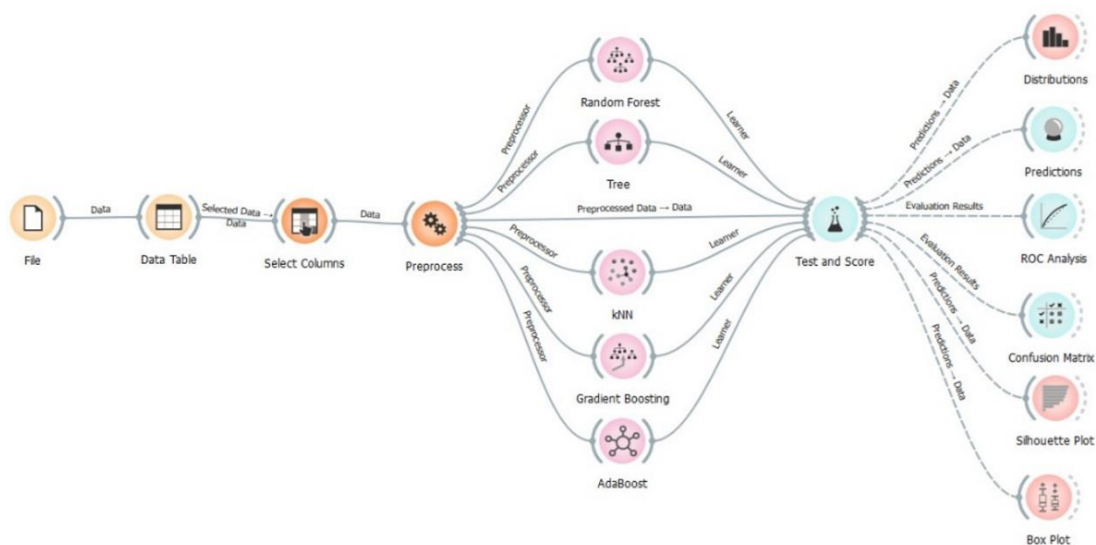 Distributions
Random Forest
Preprocessor
Learner
Predictions → Data
Predictions
Predictions → Data
Tree
Preprocessor
Learner
File
Data
Data Table
Selected Data →
Data
Select Columns
Data
Preprocess
Preprocessed Data → Data
Test and Score
Evaluation Results
ROC Analysis
Preprocessor
kNN
Learner
Evaluation Results
Confusion Matrix
Preprocessor
Gradient Boosting
Learner
Predictions → Data
Silhouette Plot
Preprocessor
AdaBoost
Learner
Predictions → Data
Box Plot